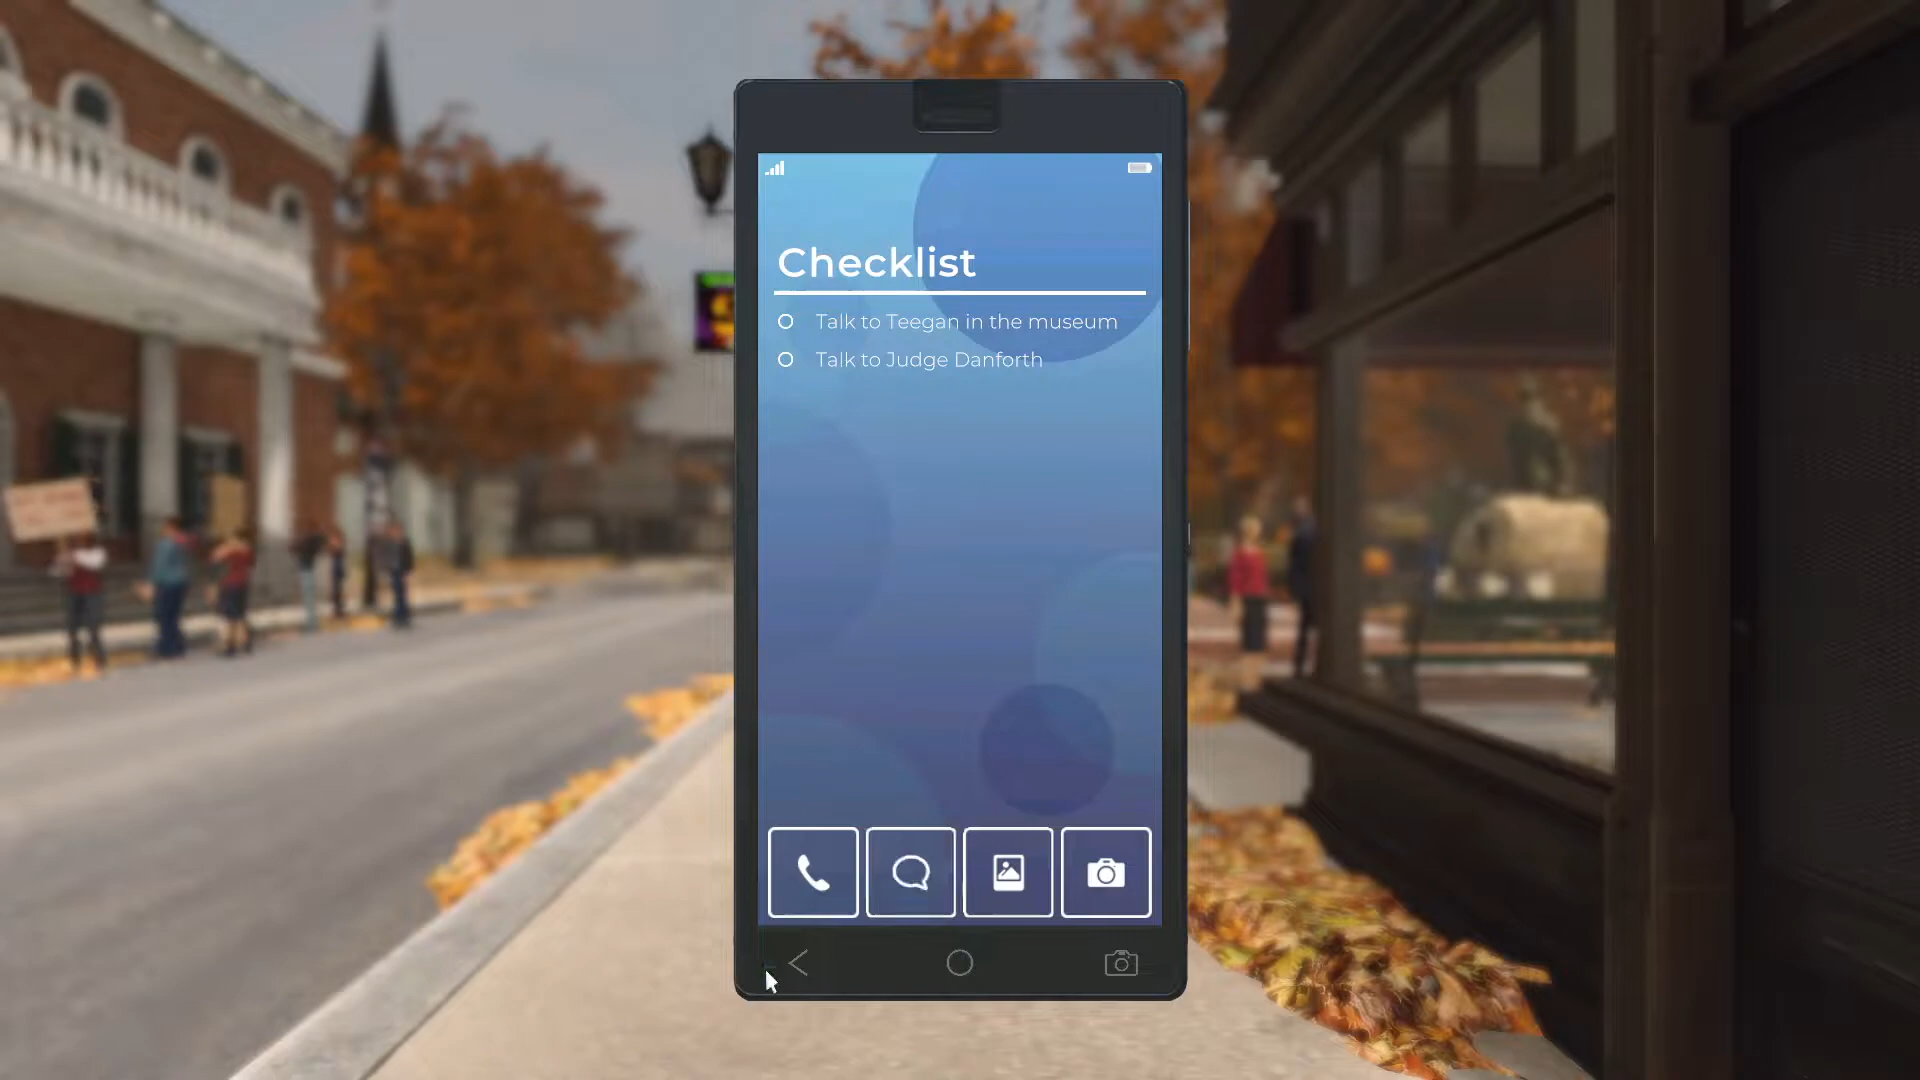 Checklist
Talk to Teegan in the museum
Talk to Judge Danforth